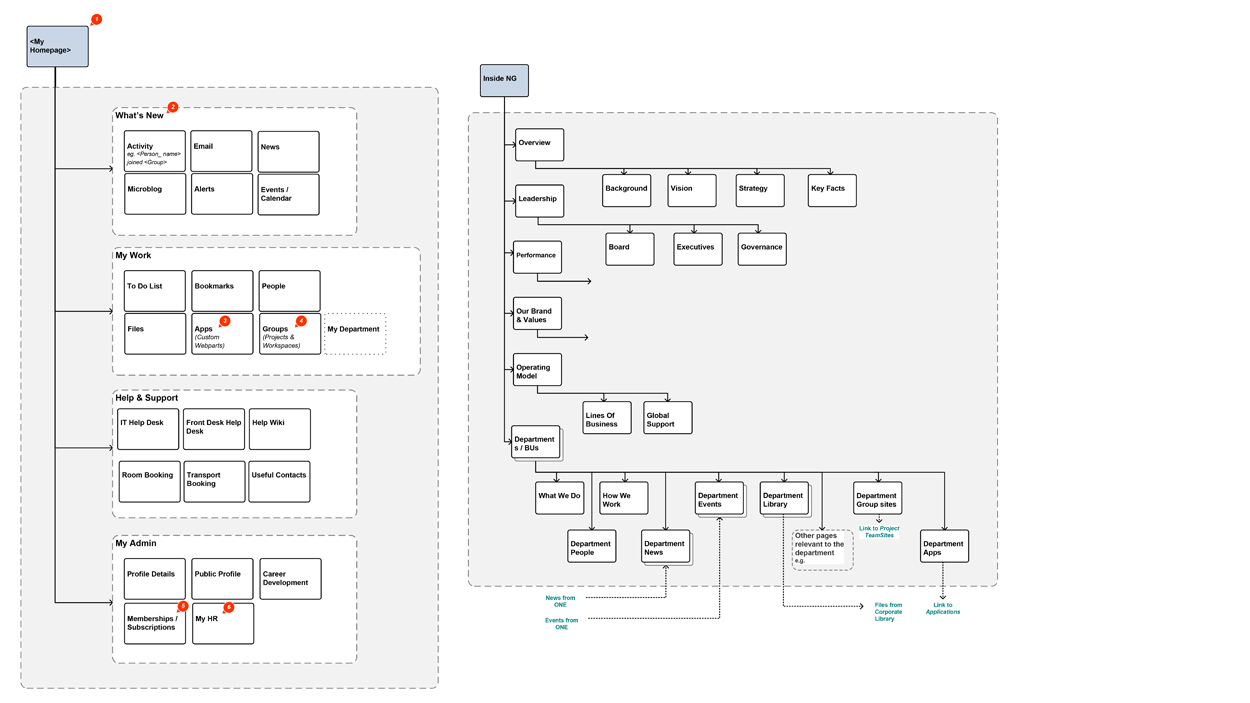 1
<My
Homepage>
2
What's New
Activity
eg. <Person_ name>
joined <Group>
Email
News
Microblog
Alerts
Events /
Calendar
My Work
To Do List
Bookmarks
People
Files
3
Apps
(Custom
Webparts)
4
Groups
(Projects &
Workspaces)
My Department
Help & Support
IT Help Desk
Front Desk Help
Desk
Help Wiki
Room Booking
Transport
Booking
Useful Contacts
My Admin
Profile Details
Public Profile
Career
Development
5
Memberships /
Subscriptions
6
My HR
Inside NG
Overview
Background
Vision
Strategy
Key Facts
Leadership
Board
Executives
Governance
Performance
Our Brand
& Values
Operating
Model
Lines Of
Business
Global
Support
Department
s / BUs
What We Do
How We
Work
Department
Events
Department
Library
Department
Group sites
Link to Project
TeamSites
Department
People
Department
News
Other pages
relevant to the
department
e.g.
Department
Apps
News from
ONE
Events from
ONE
Files from
Corporate
Library
Link to
Applications